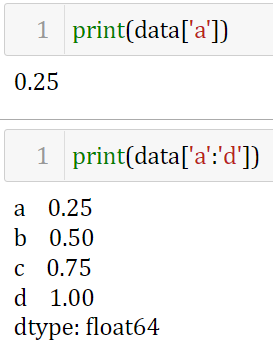 1 print(data['a'])
0.25
1 print(data['a':'d'])
a 0.25
b 0.50
c 0.75
d 1.00
dtype: float64